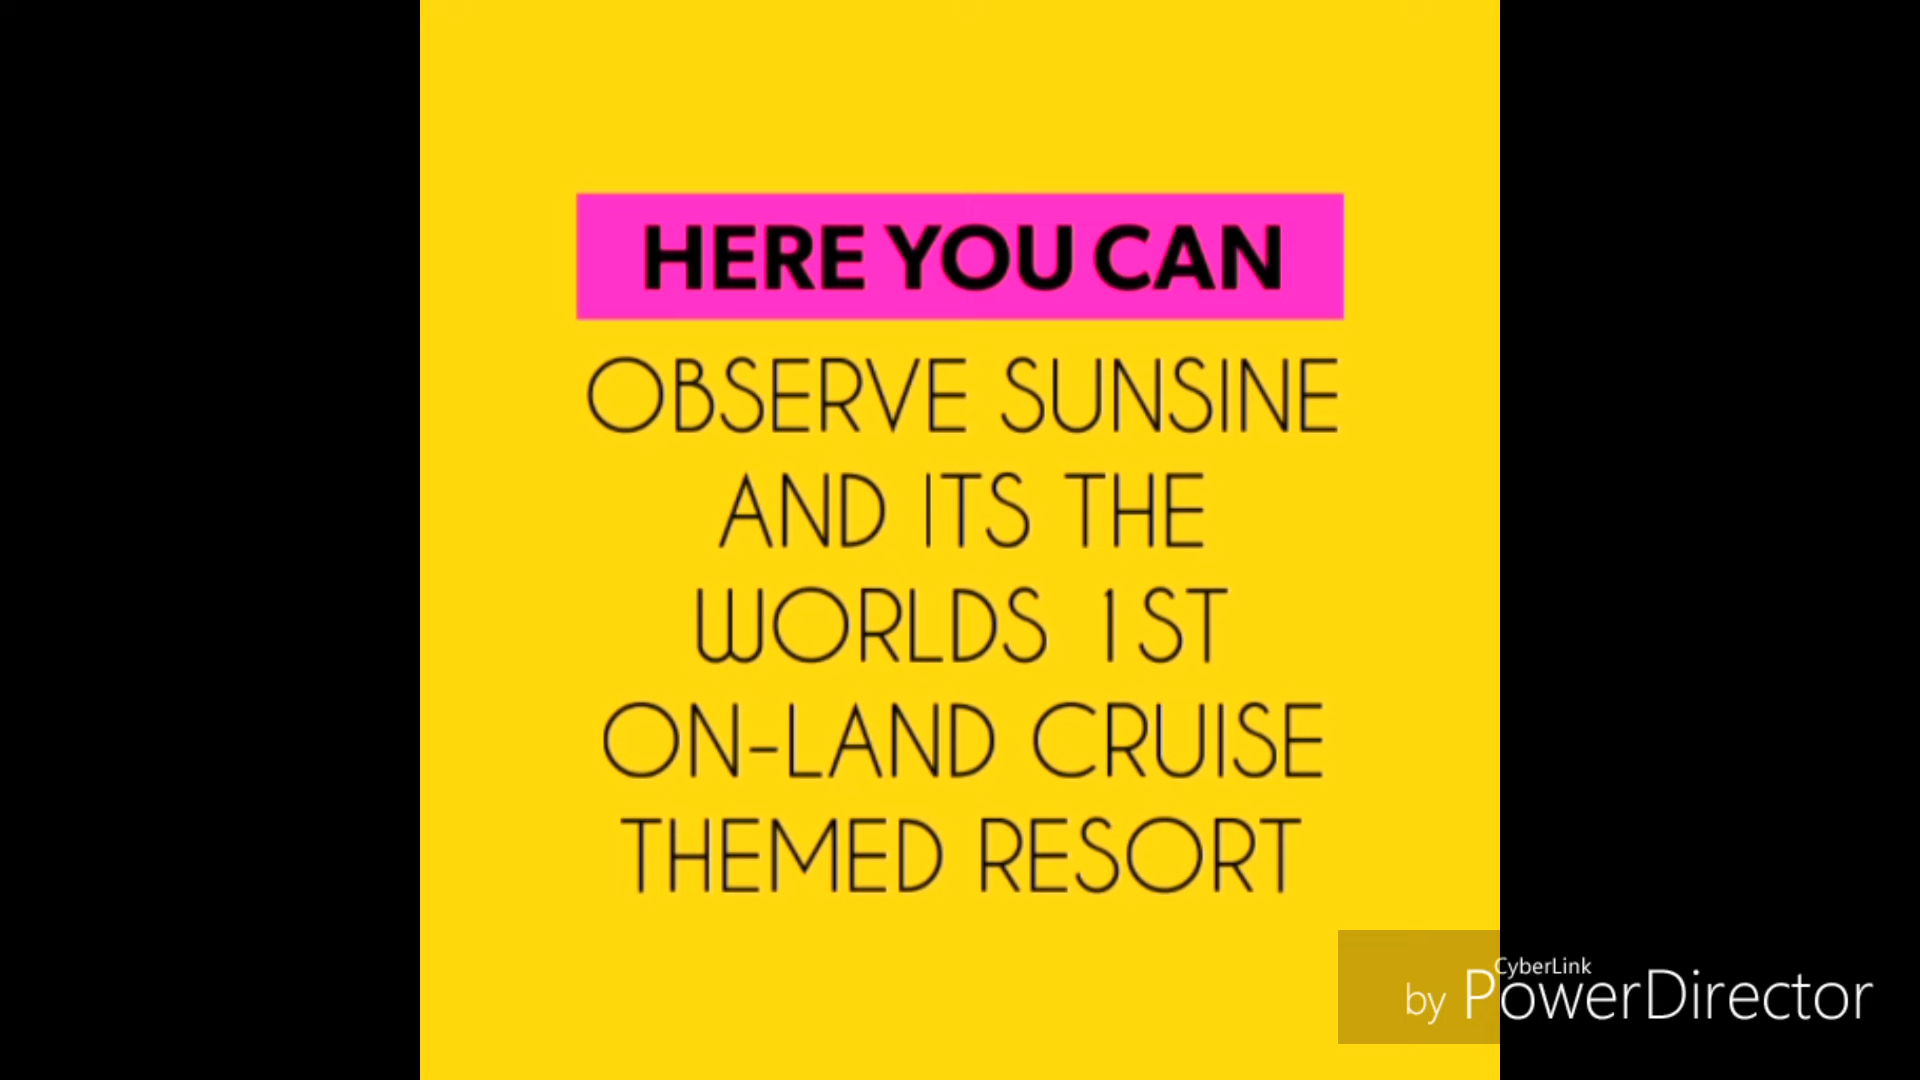 HERE YOU CAN
OBSERVE SUNSINE
AND ITS THE
WORLDS 1ST
ON-LAND CRUISE
THEMED RESORT
CyberLink
by PowerDirector